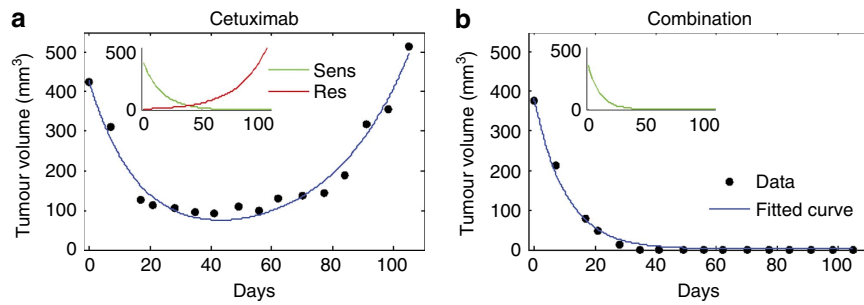 a
Cetuximab
Tumour volume (mm³)
500
400
300
200
100
0
0 20 40 60 80 100
Days
500
0
0 50 100
Sens
Res
b
Combination
Tumour volume (mm³)
500
400
300
200
100
0
0 20 40 60 80 100
Days
500
0
0 50 100
Data
Fitted curve